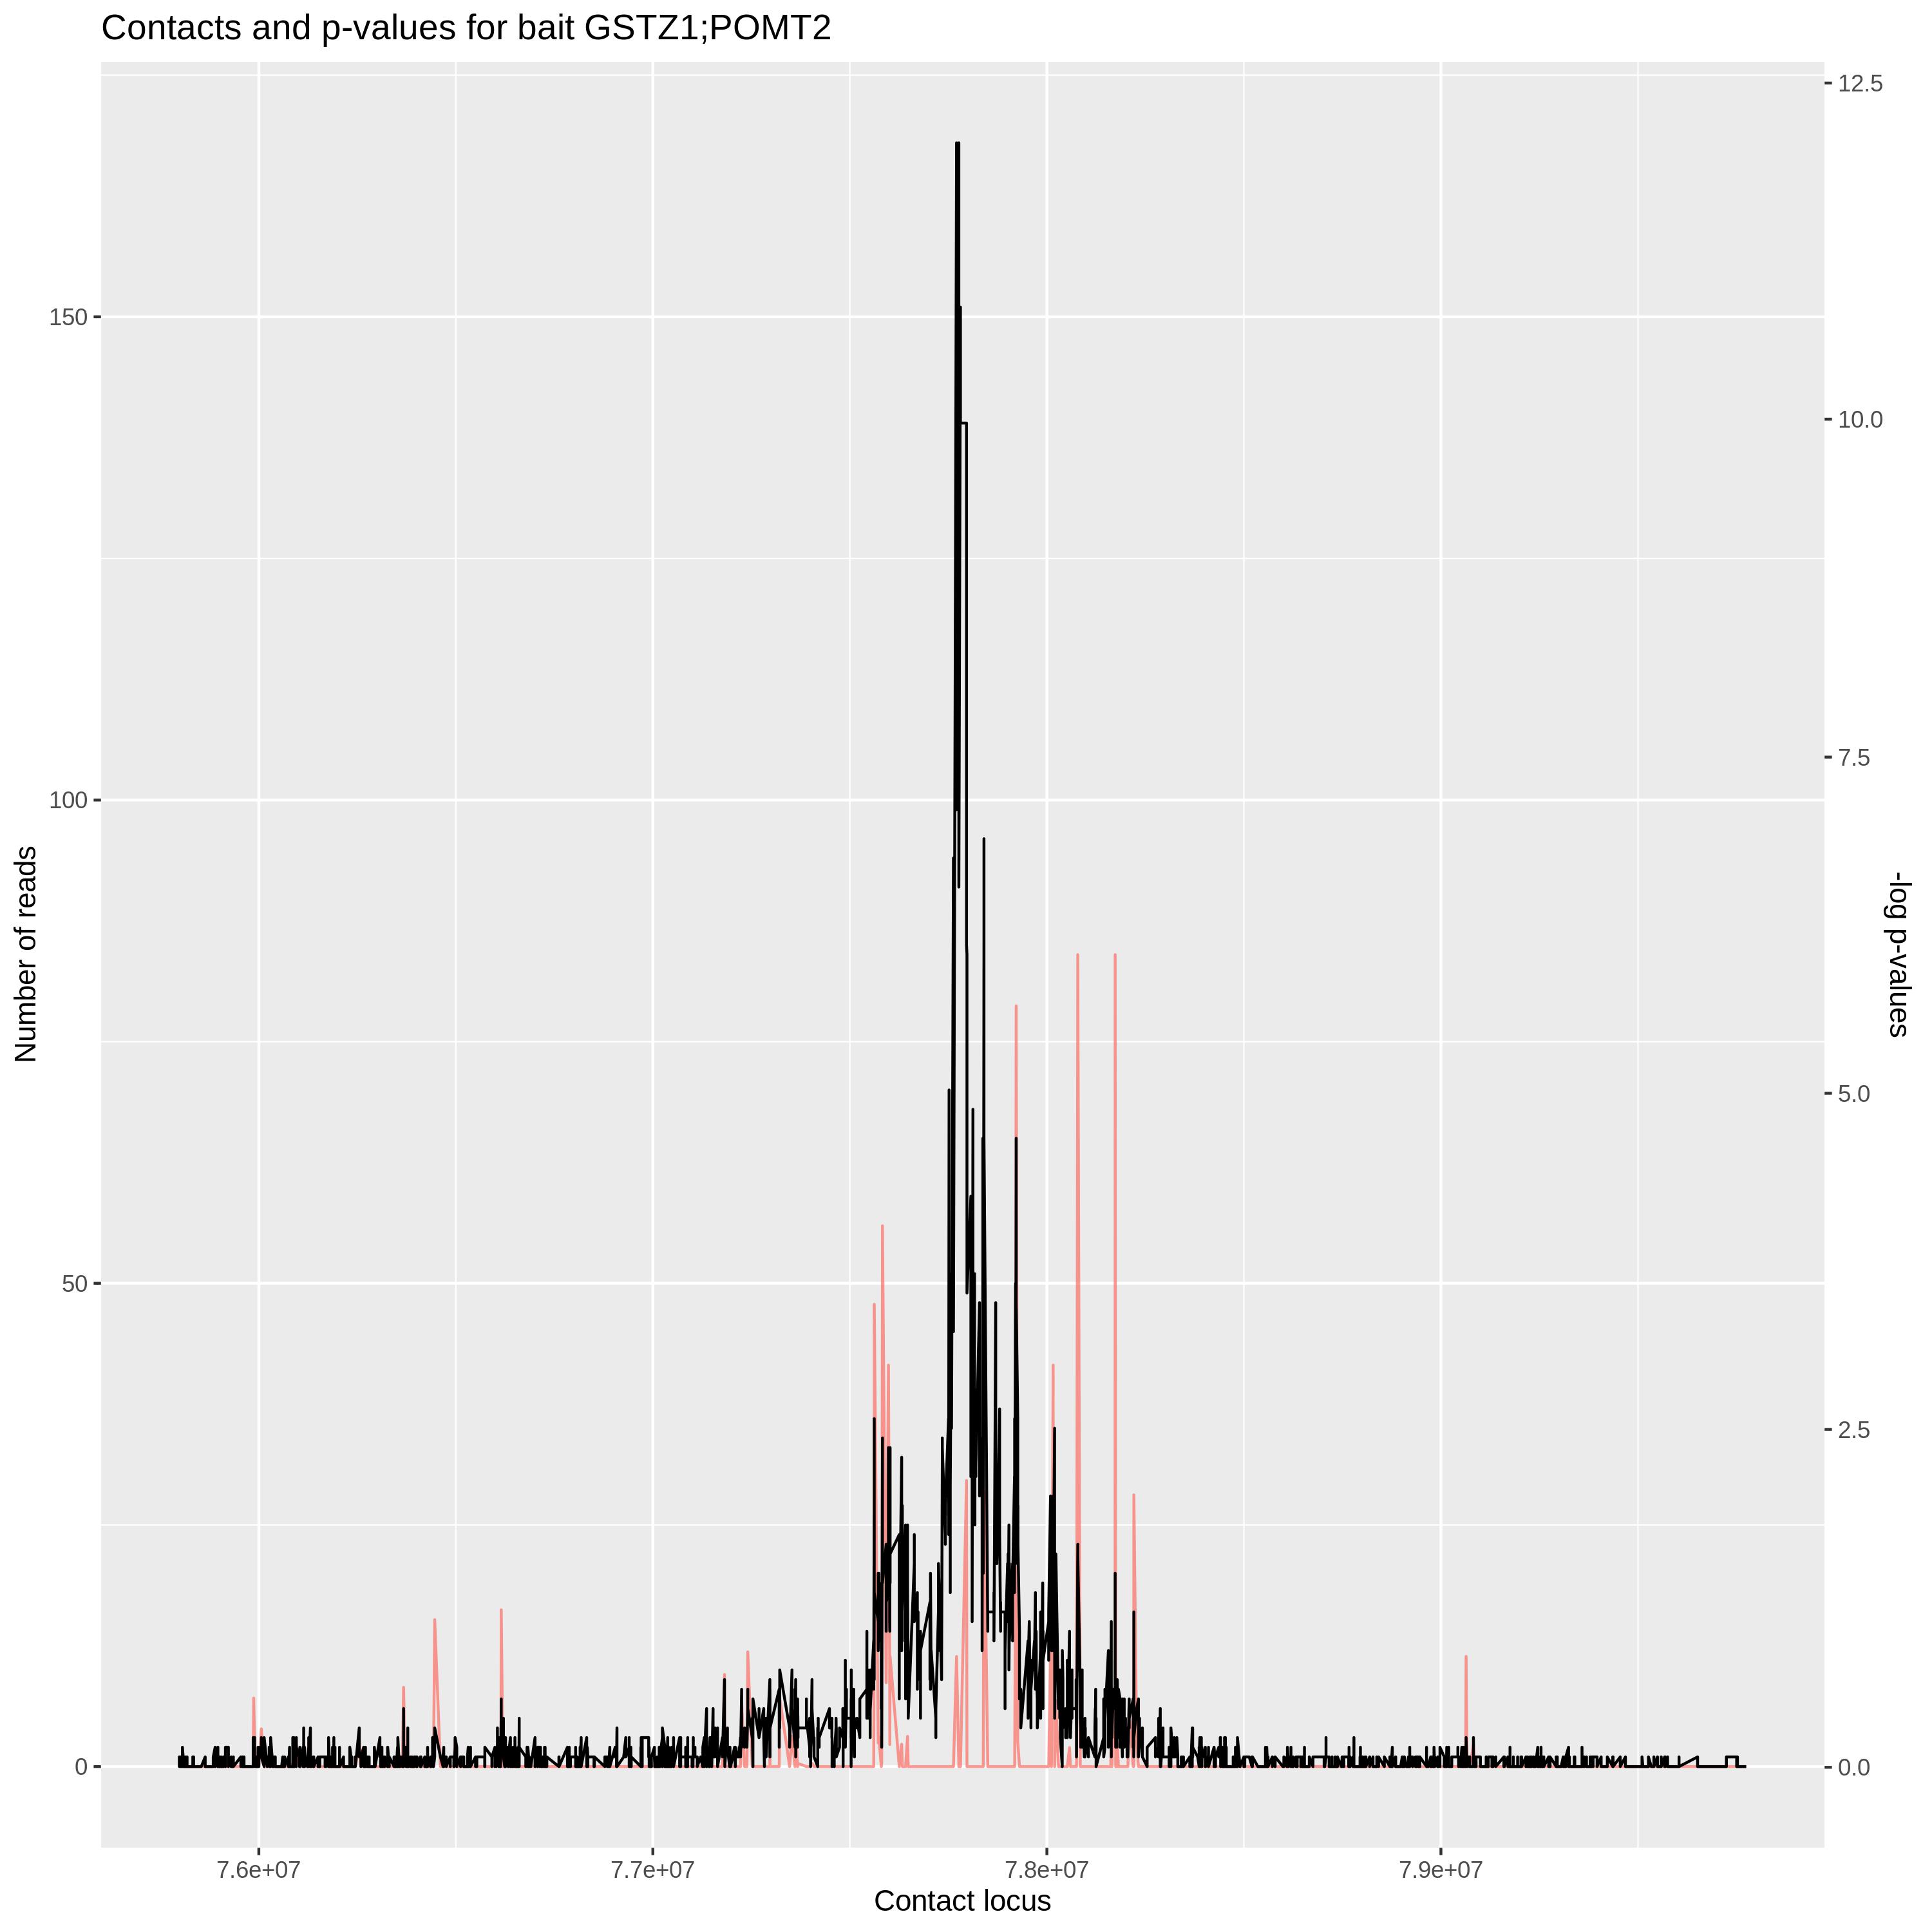 Contacts and p-values for bait GSTZ1;POMT2
12.5
150
10.0
7.5
100
Number of reads
-log p-values
5.0
50
2.5
0
0.0
7.6e+07 7.7e+07 7.8e+07 7.9e+07
Contact locus